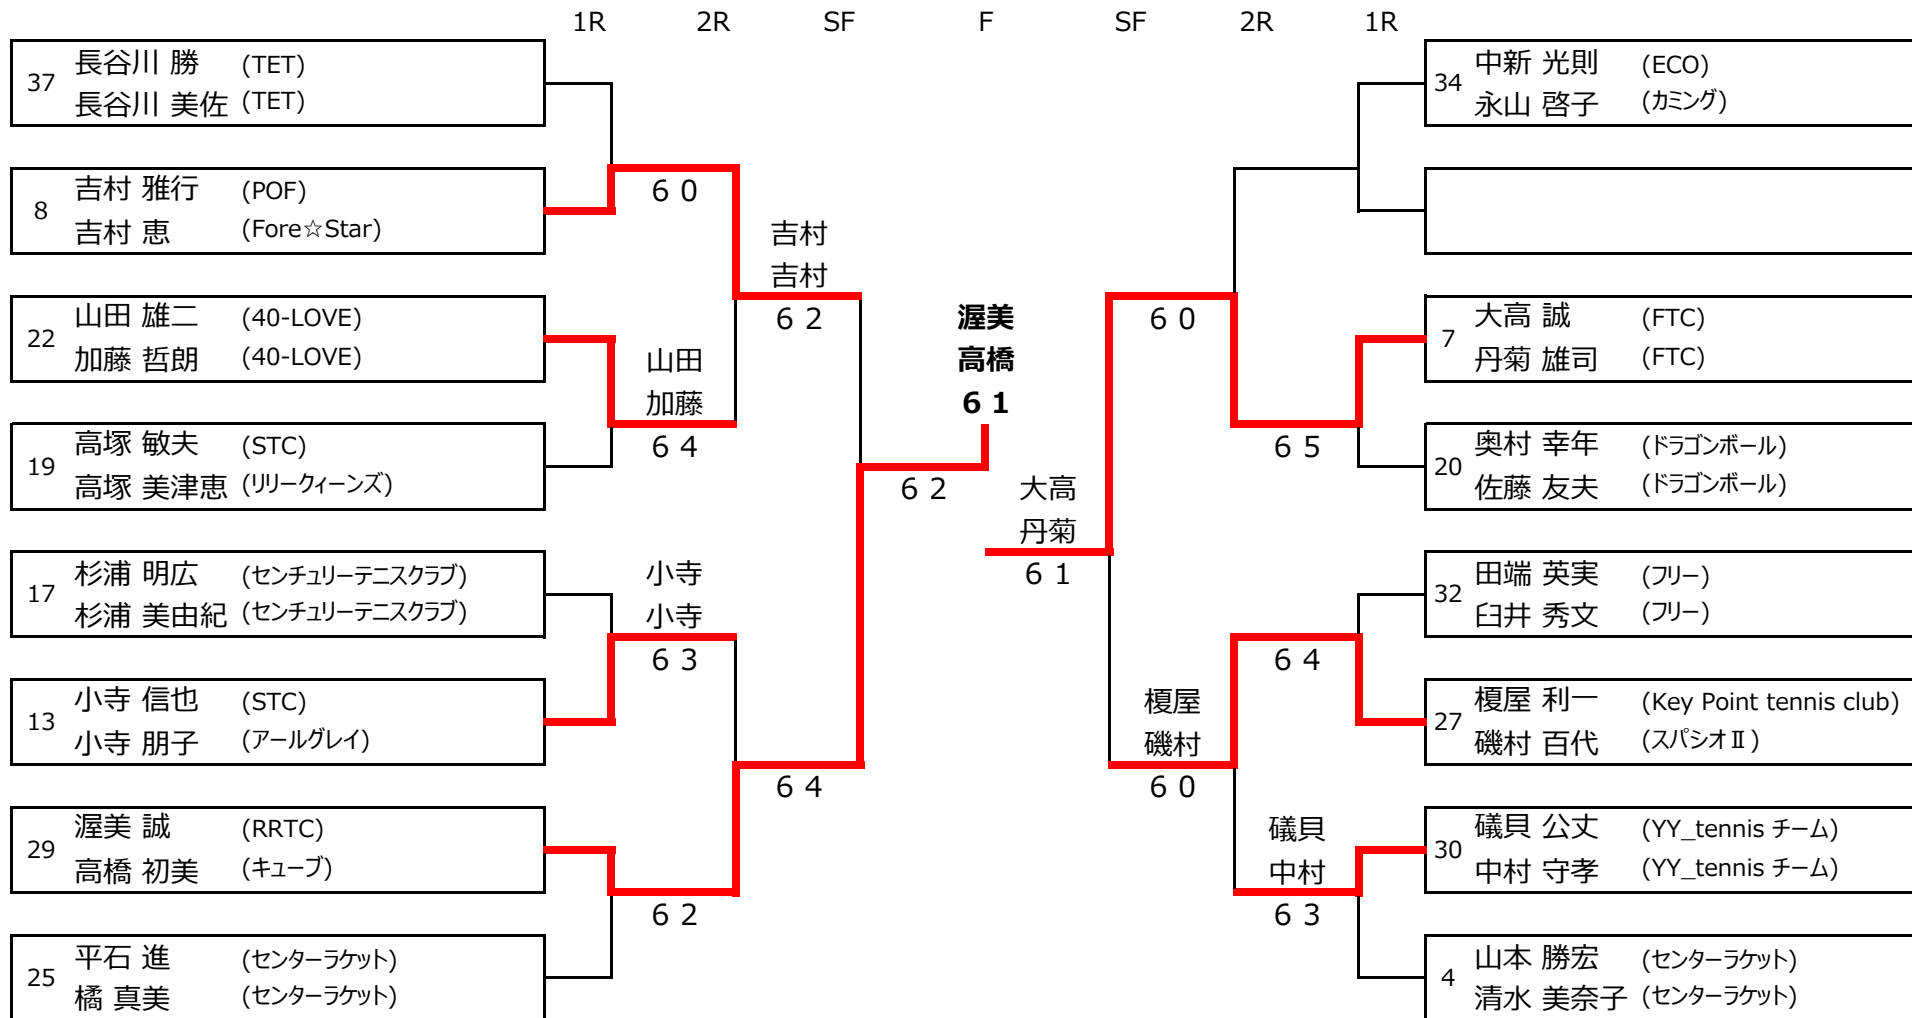 1R 2R SF F SF 2R 1R
37 長谷川 勝 (TET)
長谷川 美佐 (TET)
8 吉村 雅行 (POF)
吉村 恵 (Fore☆Star)
22 山田 雄二 (40-LOVE)
加藤 哲朗 (40-LOVE)
19 高塚 敏夫 (STC)
高塚 美津恵 (リリークィーンズ)
17 杉浦 明広 (センチュリーテニスクラブ)
杉浦 美由紀 (センチュリーテニスクラブ)
13 小寺 信也 (STC)
小寺 朋子 (アールグレイ)
29 渥美 誠 (RRTC)
高橋 初美 (キューブ)
25 平石 進 (センターラケット)
橘 真美 (センターラケット)
6 0
山田
加藤
6 4
小寺
小寺
6 3
6 2
吉村
吉村
6 2
6 4
6 2
渥美
高橋
6 1
大高
丹菊
6 1
6 0
榎屋
磯村
6 0
6 5
6 4
礒貝
中村
6 3
34 中新 光則 (ECO)
永山 啓子 (カミング)
7 大高 誠 (FTC)
丹菊 雄司 (FTC)
20 奥村 幸年 (ドラゴンボール)
佐藤 友夫 (ドラゴンボール)
32 田端 英実 (フリー)
臼井 秀文 (フリー)
27 榎屋 利一 (Key Point tennis club)
磯村 百代 (スパシオⅡ)
30 礒貝 公丈 (YY_tennis チーム)
中村 守孝 (YY_tennis チーム)
4 山本 勝宏 (センターラケット)
清水 美奈子 (センターラケット)